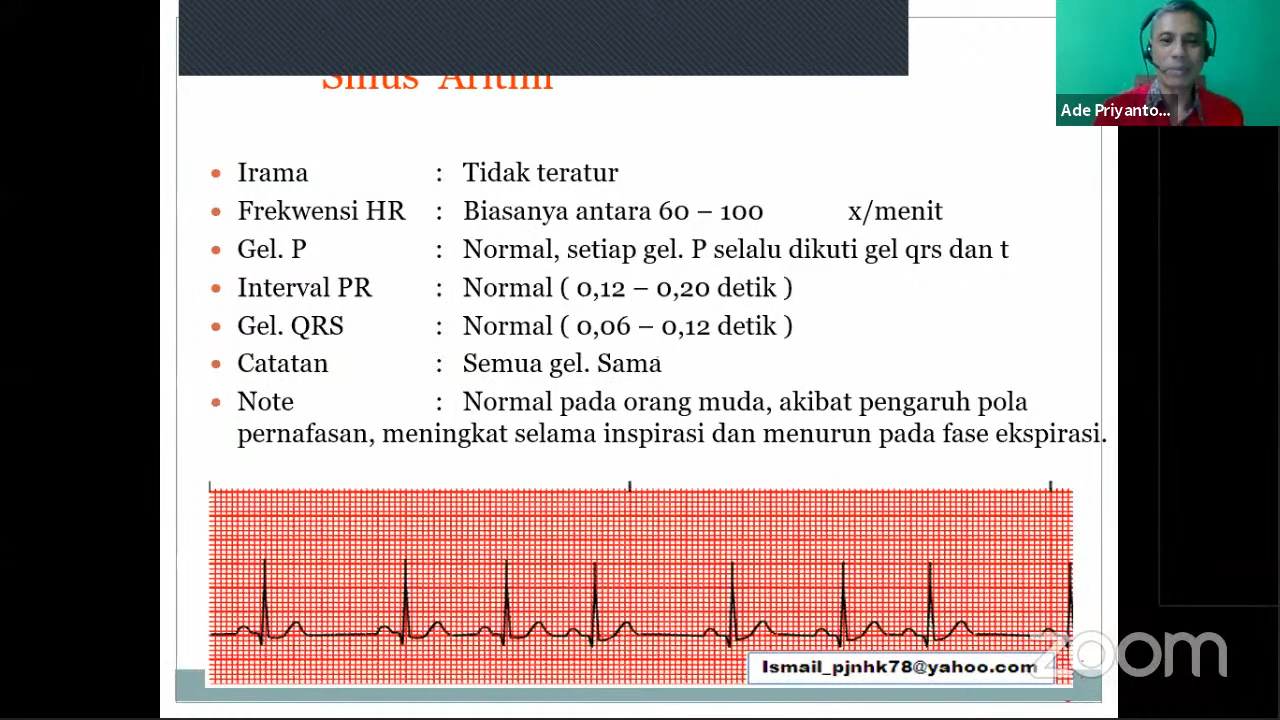 Sinus Aritm
Ade Priyanto...
• Irama : Tidak teratur
• Frekwensi HR : Biasanya antara 60 – 100 x/menit
• Gel. P : Normal, setiap gel. P selalu dikuti gel qrs dan t
• Interval PR : Normal ( 0,12 – 0,20 detik )
• Gel. QRS : Normal ( 0,06 – 0,12 detik )
• Catatan : Semua gel. Sama
• Note : Normal pada orang muda, akibat pengaruh pola
pernafasan, meningkat selama inspirasi dan menurun pada fase ekspirasi.
Ismail_pjnhk78@yahoo.com
zoom